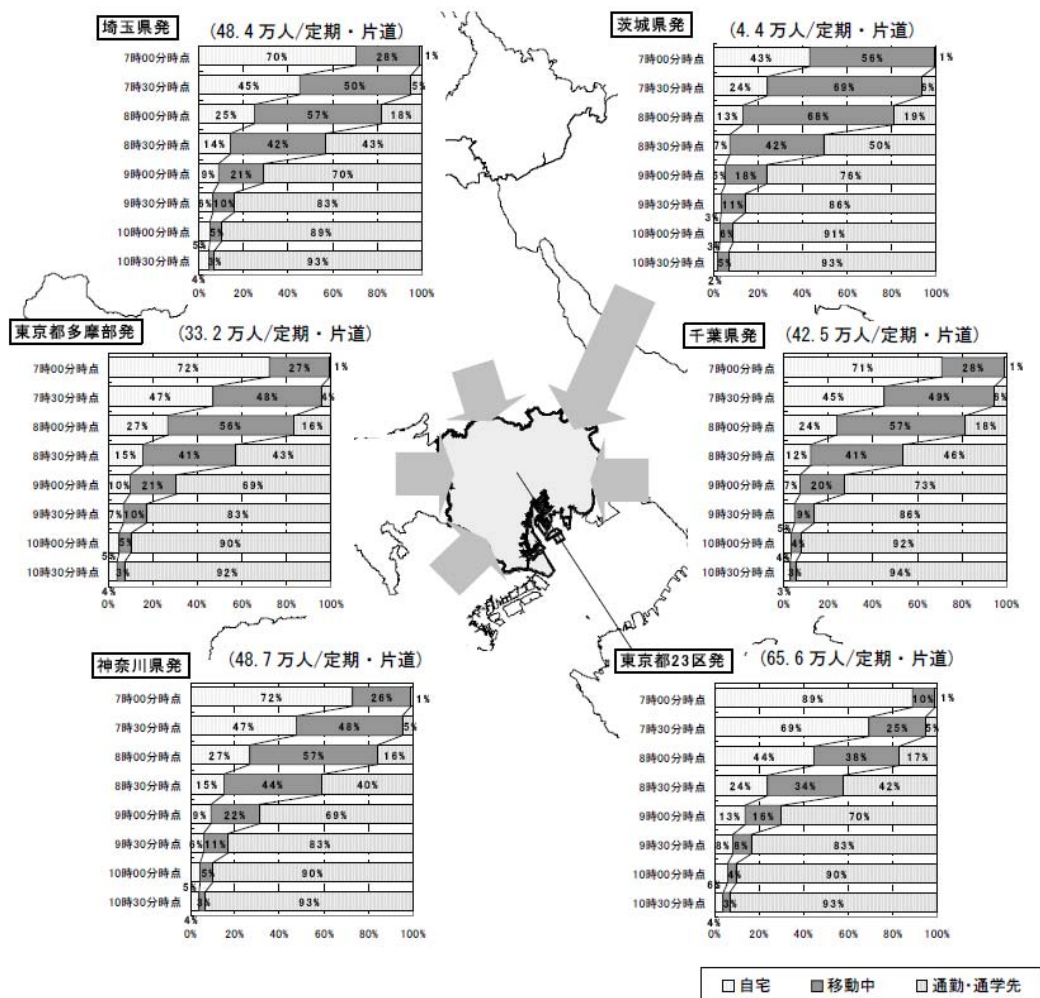 埼玉県発 (48.4万人/定期・片道)
7時00分時点 70% 28% 1%
7時30分時点 45% 50% 5%
8時00分時点 25% 57% 18%
8時30分時点 14% 42% 43%
9時00分時点 9% 21% 70%
9時30分時点 6% 10% 83%
10時00分時点 5% 5% 89%
10時30分時点 4% 3% 93%
0% 20% 40% 60% 80% 100%
茨城県発 (4.4万人/定期・片道)
7時00分時点 43% 56% 1%
7時30分時点 24% 69% 6%
8時00分時点 13% 68% 19%
8時30分時点 7% 42% 50%
9時00分時点 5% 18% 76%
9時30分時点 3% 11% 86%
10時00分時点 3% 6% 91%
10時30分時点 2% 5% 93%
0% 20% 40% 60% 80% 100%
東京都多摩部発 (33.2万人/定期・片道)
7時00分時点 72% 27% 1%
7時30分時点 47% 48% 4%
8時00分時点 27% 56% 16%
8時30分時点 15% 41% 43%
9時00分時点 10% 21% 69%
9時30分時点 7% 10% 83%
10時00分時点 5% 5% 90%
10時30分時点 4% 3% 92%
0% 20% 40% 60% 80% 100%
千葉県発 (42.5万人/定期・片道)
7時00分時点 71% 28% 1%
7時30分時点 45% 49% 6%
8時00分時点 24% 57% 18%
8時30分時点 12% 41% 46%
9時00分時点 7% 20% 73%
9時30分時点 5% 9% 86%
10時00分時点 4% 4% 92%
10時30分時点 3% 3% 94%
0% 20% 40% 60% 80% 100%
神奈川県発 (48.7万人/定期・片道)
7時00分時点 72% 26% 1%
7時30分時点 47% 48% 5%
8時00分時点 27% 57% 16%
8時30分時点 15% 44% 40%
9時00分時点 9% 22% 69%
9時30分時点 6% 11% 83%
10時00分時点 5% 5% 90%
10時30分時点 4% 3% 93%
0% 20% 40% 60% 80% 100%
東京都23区発 (65.6万人/定期・片道)
7時00分時点 89% 10% 1%
7時30分時点 69% 25% 5%
8時00分時点 44% 38% 17%
8時30分時点 24% 34% 42%
9時00分時点 13% 16% 70%
9時30分時点 8% 8% 83%
10時00分時点 6% 4% 90%
10時30分時点 4% 3% 93%
0% 20% 40% 60% 80% 100%
自宅 移動中 通勤・通学先